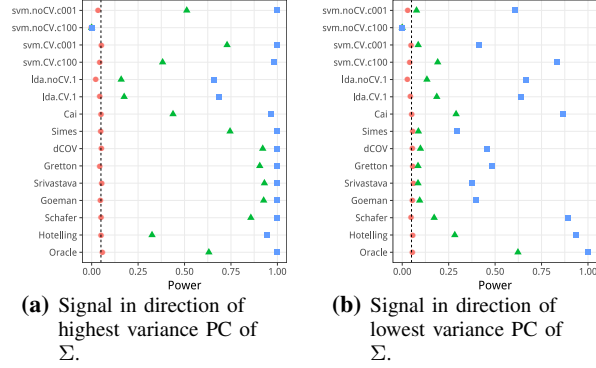 svm.noCV.c001
svm.noCV.c100
svm.CV.c001
svm.CV.c100
lda.noCV.1
lda.CV.1
Cai
Simes
dCOV
Gretton
Srivastava
Goeman
Schafer
Hotelling
Oracle
0.00 0.25 0.50 0.75 1.00
Power
(a) Signal in direction of
highest variance PC of
Σ.
svm.noCV.c001
svm.noCV.c100
svm.CV.c001
svm.CV.c100
lda.noCV.1
lda.CV.1
Cai
Simes
dCOV
Gretton
Srivastava
Goeman
Schafer
Hotelling
Oracle
0.00 0.25 0.50 0.75 1.00
Power
(b) Signal in direction of
lowest variance PC of
Σ.